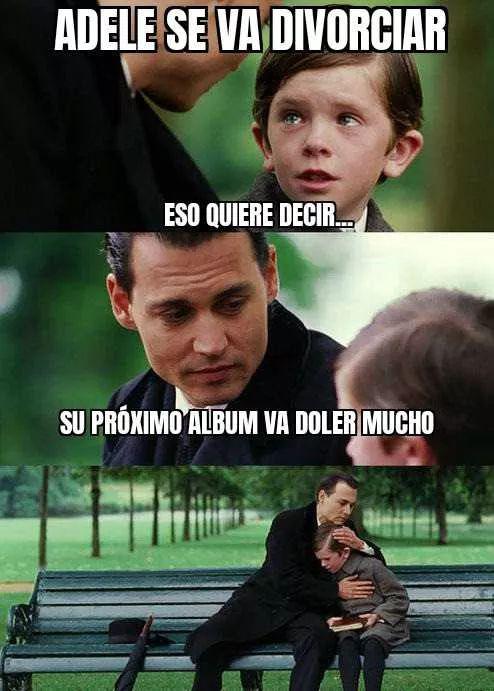 ADELE SE VA DIVORCIAR
ESO QUIERE DECIR...
SU PRÓXIMO ALBUM VA DOLER MUCHO